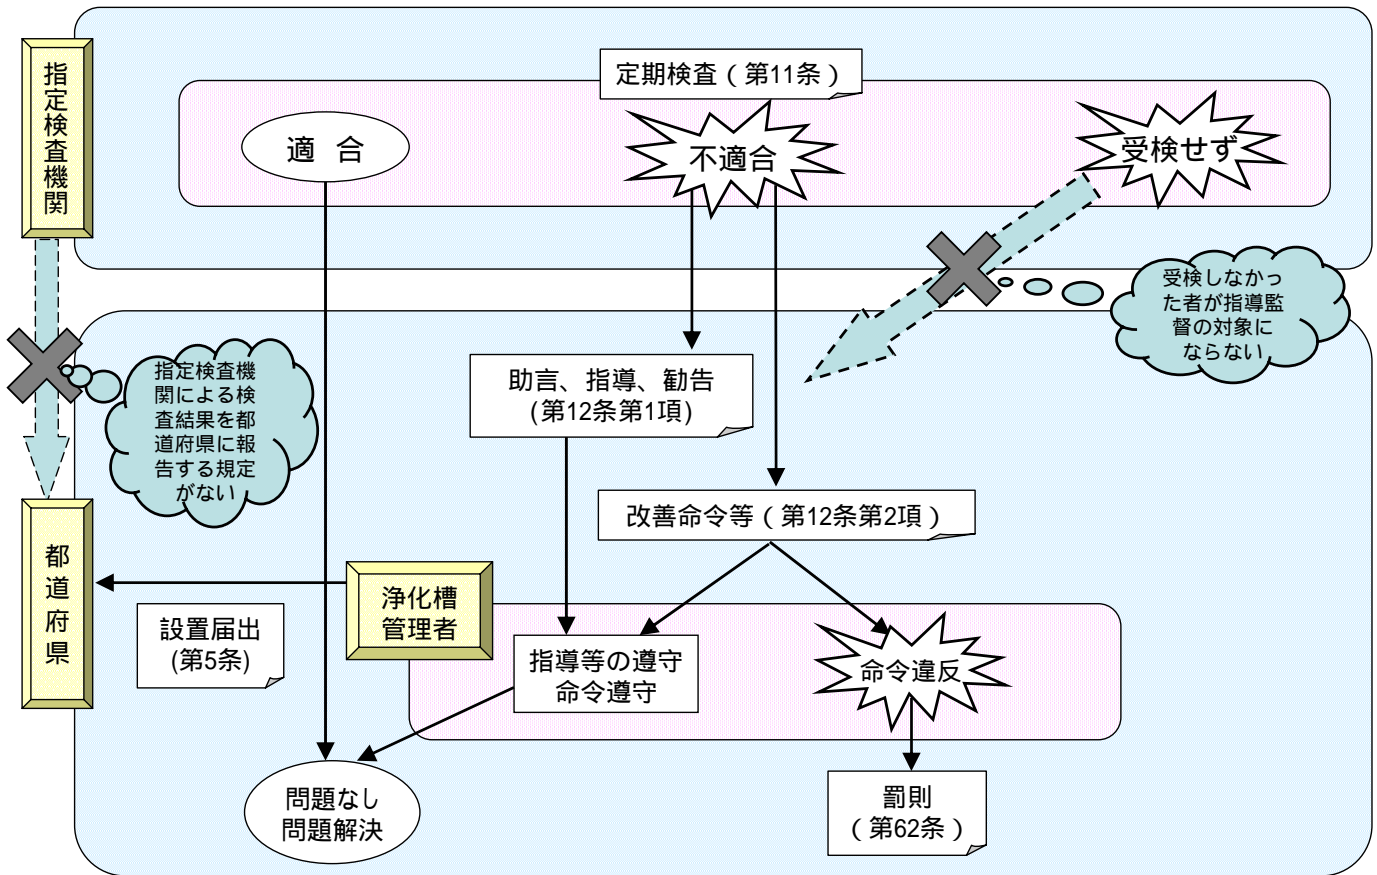 指定検査機関
定期検査（第11条）
適 合
不適合
受検せず
受検しなかっ
た者が指導監
督の対象に
ならない
指定検査機
関による検
査結果を都
道府県に報
告する規定
がない
助言、指導、勧告
(第12条第1項)
改善命令等（第12条第2項）
都道府県
設置届出
(第5条)
浄化槽
管理者
指導等の遵守
命令遵守
命令違反
問題なし
問題解決
罰則
（第62条）